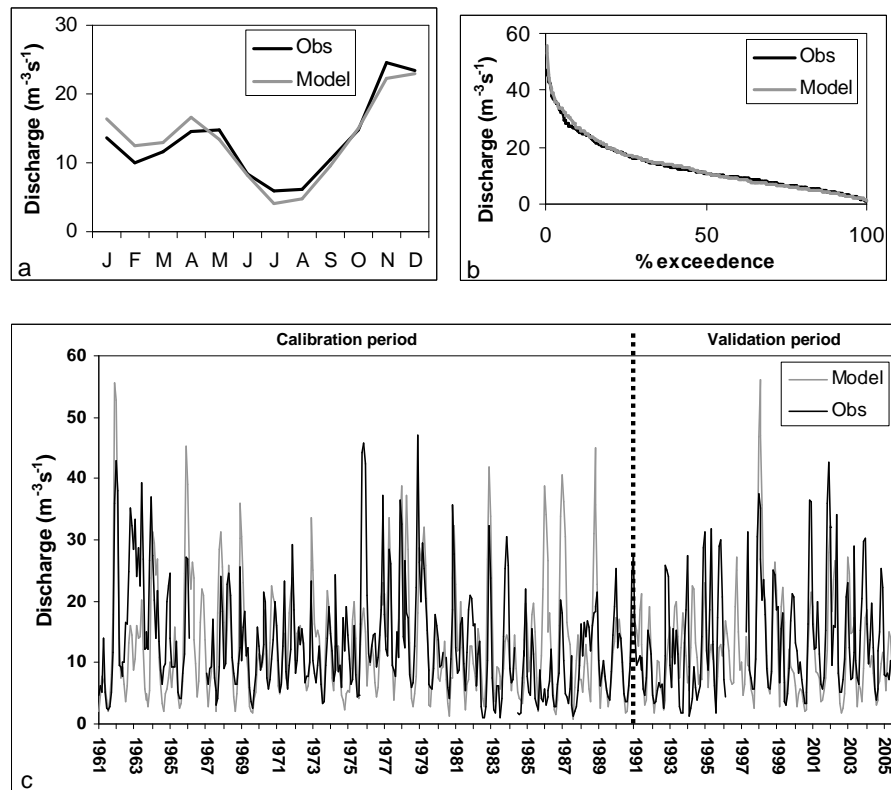 30
20
10
0
Discharge (m⁻³s⁻¹)
Obs
Model
J F M A M J J A S O N D
a
60
40
20
0
Discharge (m⁻³s⁻¹)
Obs
Model
0 50 100
% exceedence
b
Calibration period Validation period
60
50
40
30
20
10
0
Discharge (m⁻³s⁻¹)
Model
Obs
1961 1963 1965 1967 1969 1971 1973 1975 1977 1979 1981 1983 1985 1987 1989 1991 1993 1995 1997 1999 2001 2003 2005
c